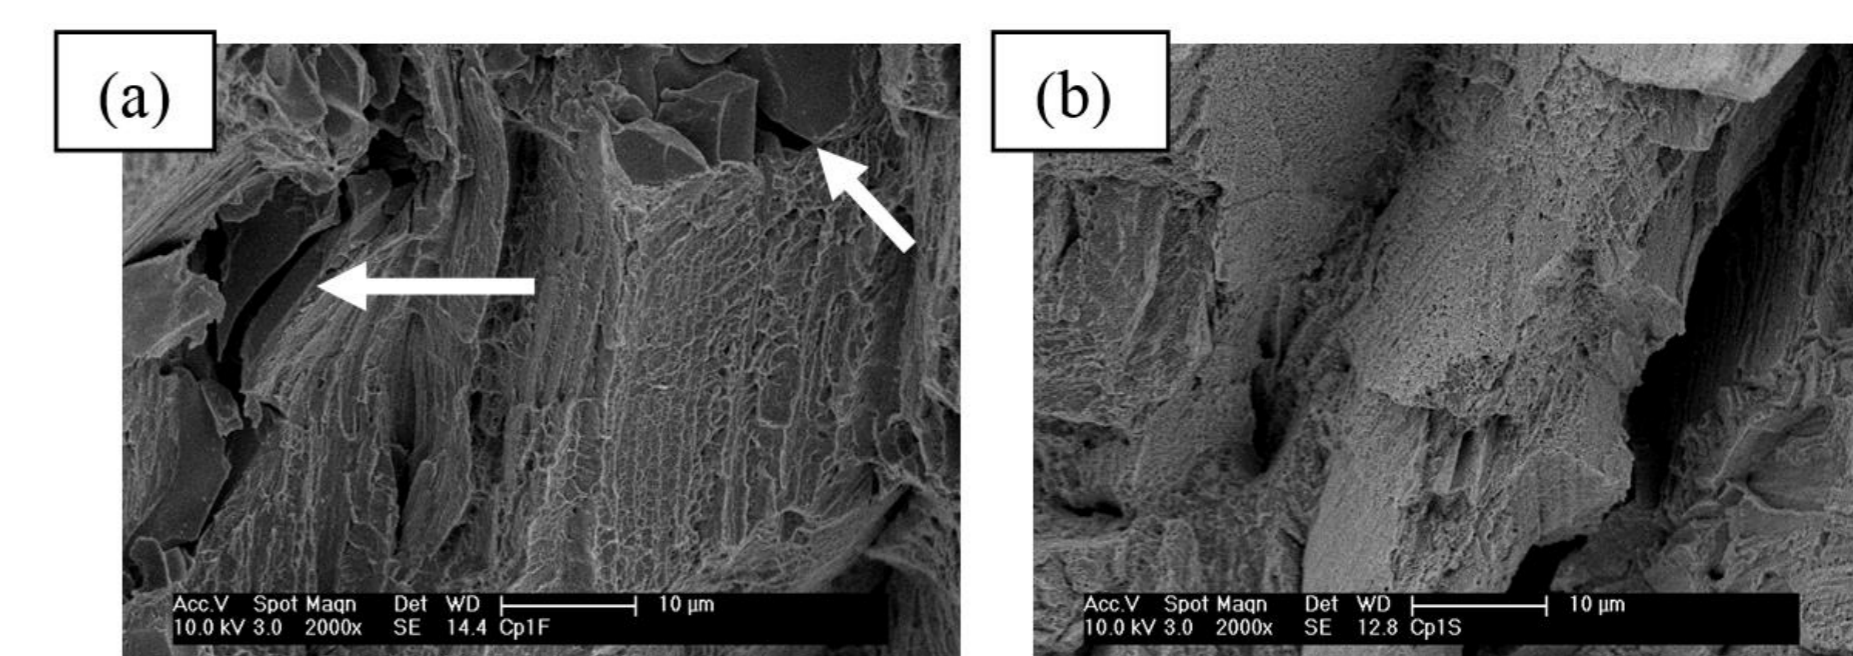 (a)
(b)
Acc.V Spot Magn Det WD 10 µm
10.0 kV 3.0 2000x SE 14.4 Cp1F
Acc.V Spot Magn Det WD 10 µm
10.0 kV 3.0 2000x SE 12.8 Cp1S